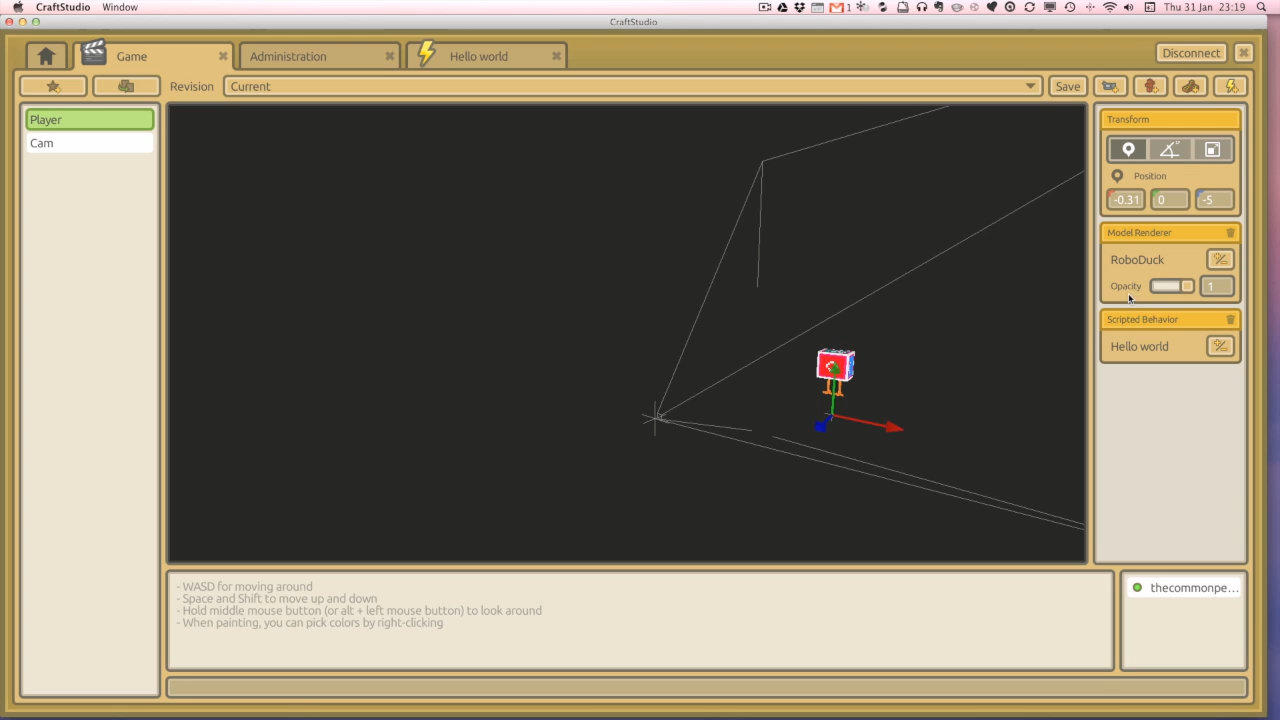 CraftStudio Window 1 Thu 31 Jan 23:19
CraftStudio
Game Administration Hello world Disconnect
Revision Current Save
Player
Cam
Transform
Position
-0.31 0 -5
Model Renderer
RoboDuck
Opacity 1
Scripted Behavior
Hello world
- WASD for moving around
- Space and Shift to move up and down
- Hold middle mouse button (or alt + left mouse button) to look around
- When painting, you can pick colors by right-clicking
thecommonpe...